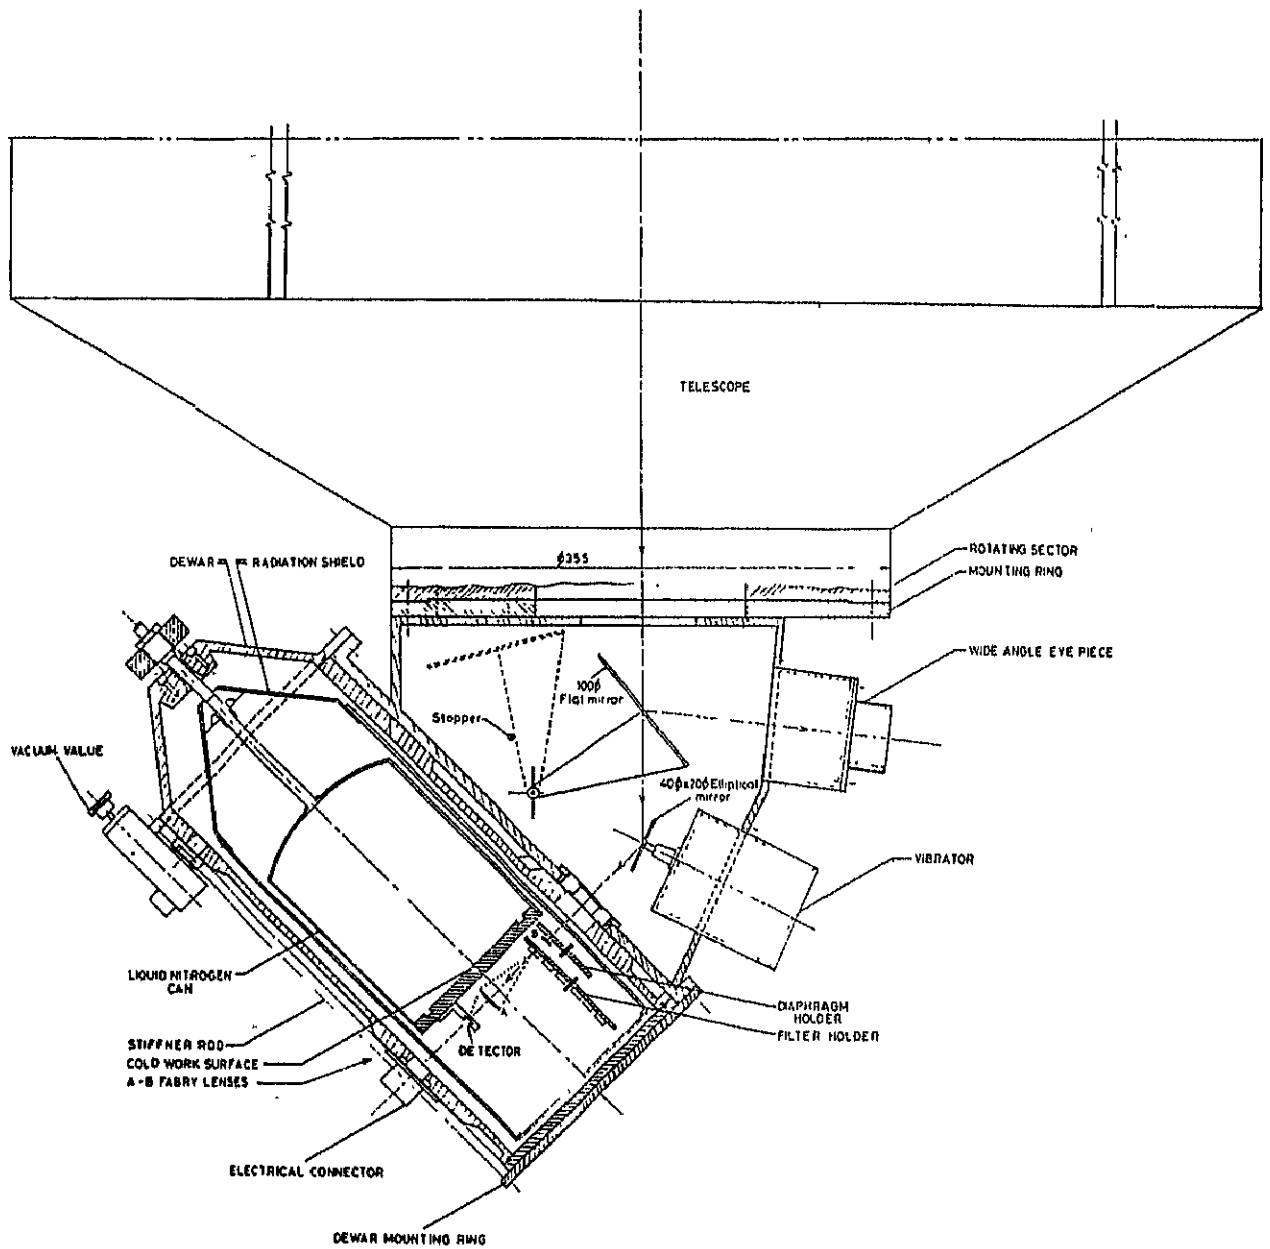 TELESCOPE
ϕ355
ROTATING SECTOR
MOUNTING RING
DEWAR
RADIATION SHIELD
WIDE ANGLE EYE PIECE
100ϕ
Flat mirror
Stopper
VACUUM VALUE
40ϕx20ϕ Elliptical
mirror
VIBRATOR
LIQUID NITROGEN
CAN
DIAPHRAGM
HOLDER
FILTER HOLDER
STIFFNER ROD
COLD WORK SURFACE
A-B FABRY LENSES
DETECTOR
ELECTRICAL CONNECTOR
DEWAR MOUNTING RING